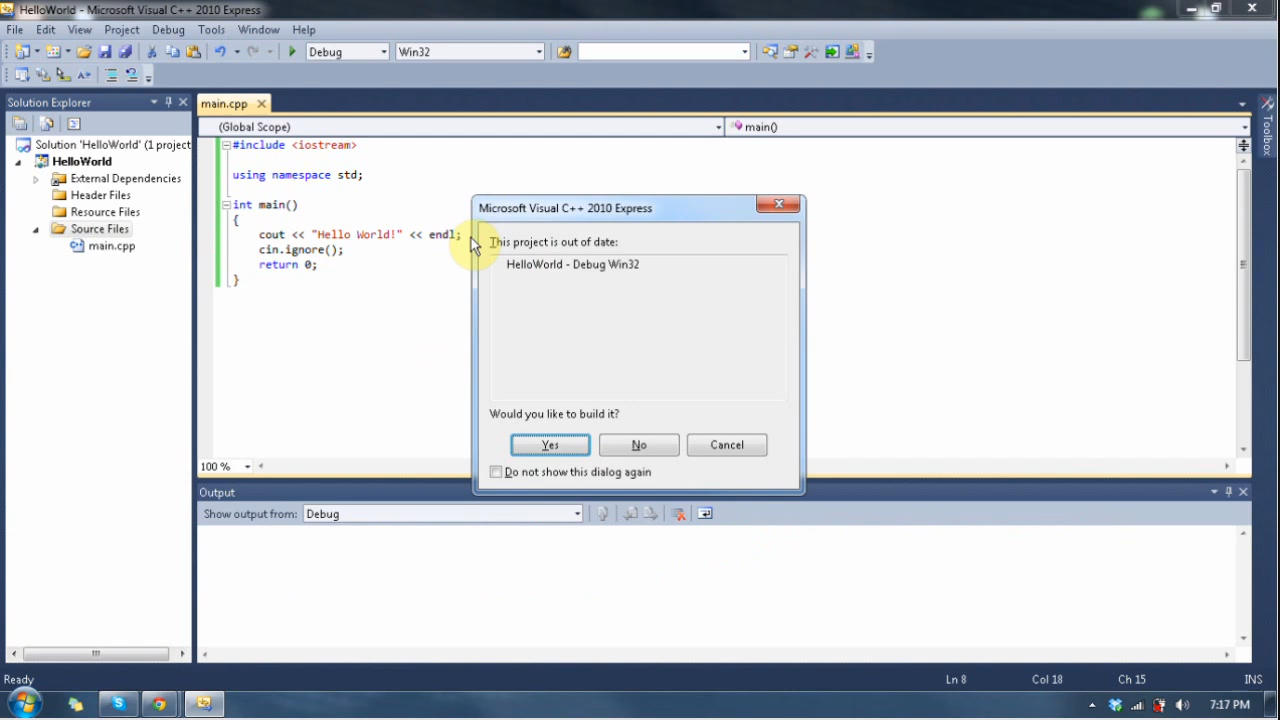 HelloWorld - Microsoft Visual C++ 2010 Express
File Edit View Project Debug Tools Window Help
Debug Win32
Solution Explorer
main.cpp
(Global Scope) main()
Solution 'HelloWorld' (1 project
HelloWorld
External Dependencies
Header Files
Resource Files
Source Files
main.cpp
#include <iostream>
using namespace std;
int main()
{
cout << "Hello World!" << endl;
cin.ignore();
return 0;
}
Microsoft Visual C++ 2010 Express
This project is out of date:
HelloWorld - Debug Win32
Would you like to build it?
Yes No Cancel
Do not show this dialog again
Toolbox
100 %
Output
Show output from: Debug
Ready Ln 8 Col 18 Ch 15 INS
7:17 PM